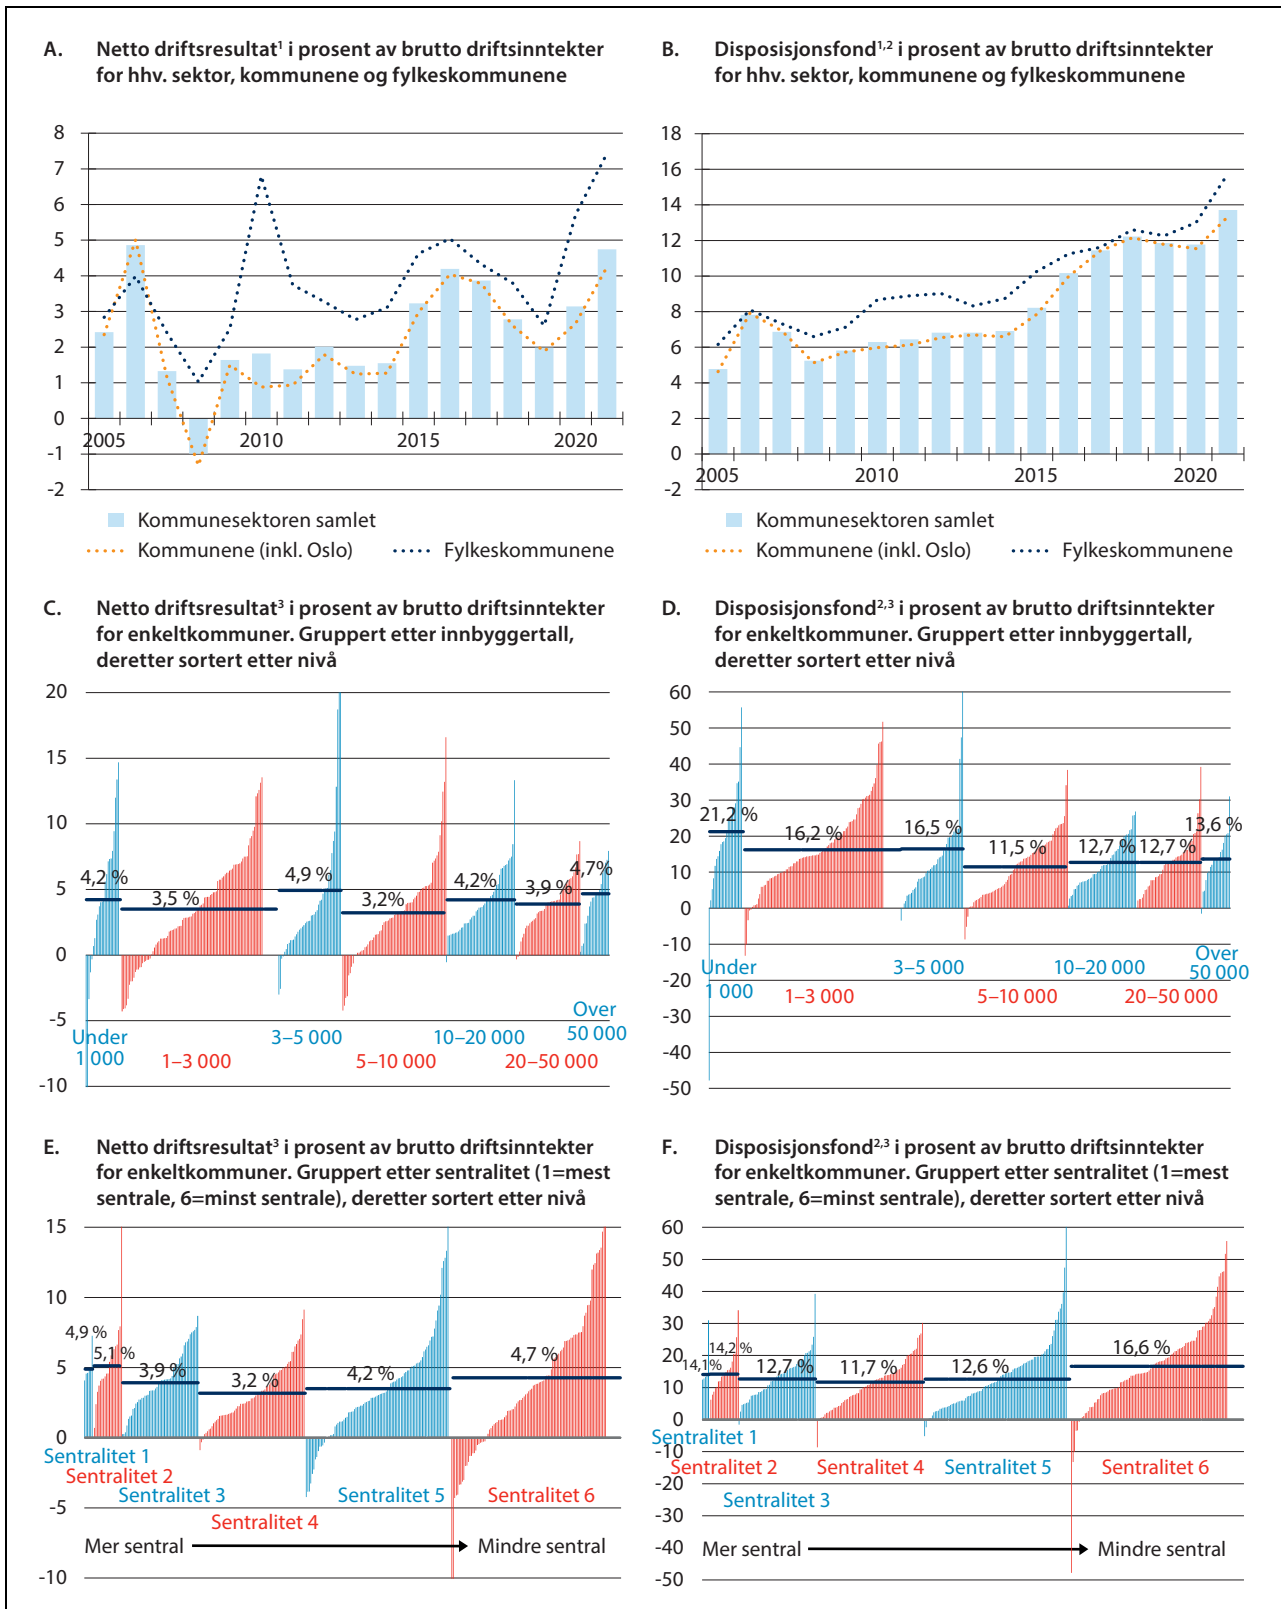 A. Netto driftsresultat¹ i prosent av brutto driftsinntekter
for hhv. sektor, kommunene og fylkeskommunene
8
7
6
5
4
3
2
1
0
-1
-2
2005 2010 2015 2020
Kommunesektoren samlet
Kommunene (inkl. Oslo) Fylkeskommunene
B. Disposisjonsfond¹,² i prosent av brutto driftsinntekter
for hhv. sektor, kommunene og fylkeskommunene
18
16
14
12
10
8
6
4
2
0
-2
2005 2010 2015 2020
Kommunesektoren samlet
Kommunene (inkl. Oslo) Fylkeskommunene
C. Netto driftsresultat³ i prosent av brutto driftsinntekter
for enkeltkommuner. Gruppert etter innbyggertall,
deretter sortert etter nivå
20
15
10
5
0
-5
-10
4,2 % 3,5 % 4,9 % 3,2% 4,2% 3,9 % 4,7%
Under
1 000
1–3 000
3–5 000
5–10 000
10–20 000
20–50 000
Over
50 000
D. Disposisjonsfond²,³ i prosent av brutto driftsinntekter
for enkeltkommuner. Gruppert etter innbyggertall,
deretter sortert etter nivå
60
50
40
30
20
10
0
-10
-20
-30
-40
-50
21,2 % 16,2 % 16,5 % 11,5 % 12,7 % 12,7 % 13,6 %
Under
1 000
1–3 000
3–5 000
5–10 000
10–20 000
20–50 000
Over
50 000
E. Netto driftsresultat³ i prosent av brutto driftsinntekter
for enkeltkommuner. Gruppert etter sentralitet (1=mest
sentrale, 6=minst sentrale), deretter sortert etter nivå
15
10
5
0
-5
-10
4,9 % 5,1 % 3,9 % 3,2 % 4,2 % 4,7 %
Sentralitet 1
Sentralitet 2
Sentralitet 3
Sentralitet 4
Sentralitet 5
Sentralitet 6
Mer sentral Mindre sentral
F. Disposisjonsfond²,³ i prosent av brutto driftsinntekter
for enkeltkommuner. Gruppert etter sentralitet (1=mest
sentrale, 6=minst sentrale), deretter sortert etter nivå
60
50
40
30
20
10
0
-10
-20
-30
-40
-50
14,1% 14,2 % 12,7 % 11,7 % 12,6 % 16,6 %
Sentralitet 1
Sentralitet 2
Sentralitet 3
Sentralitet 4
Sentralitet 5
Sentralitet 6
Mer sentral Mindre sentral